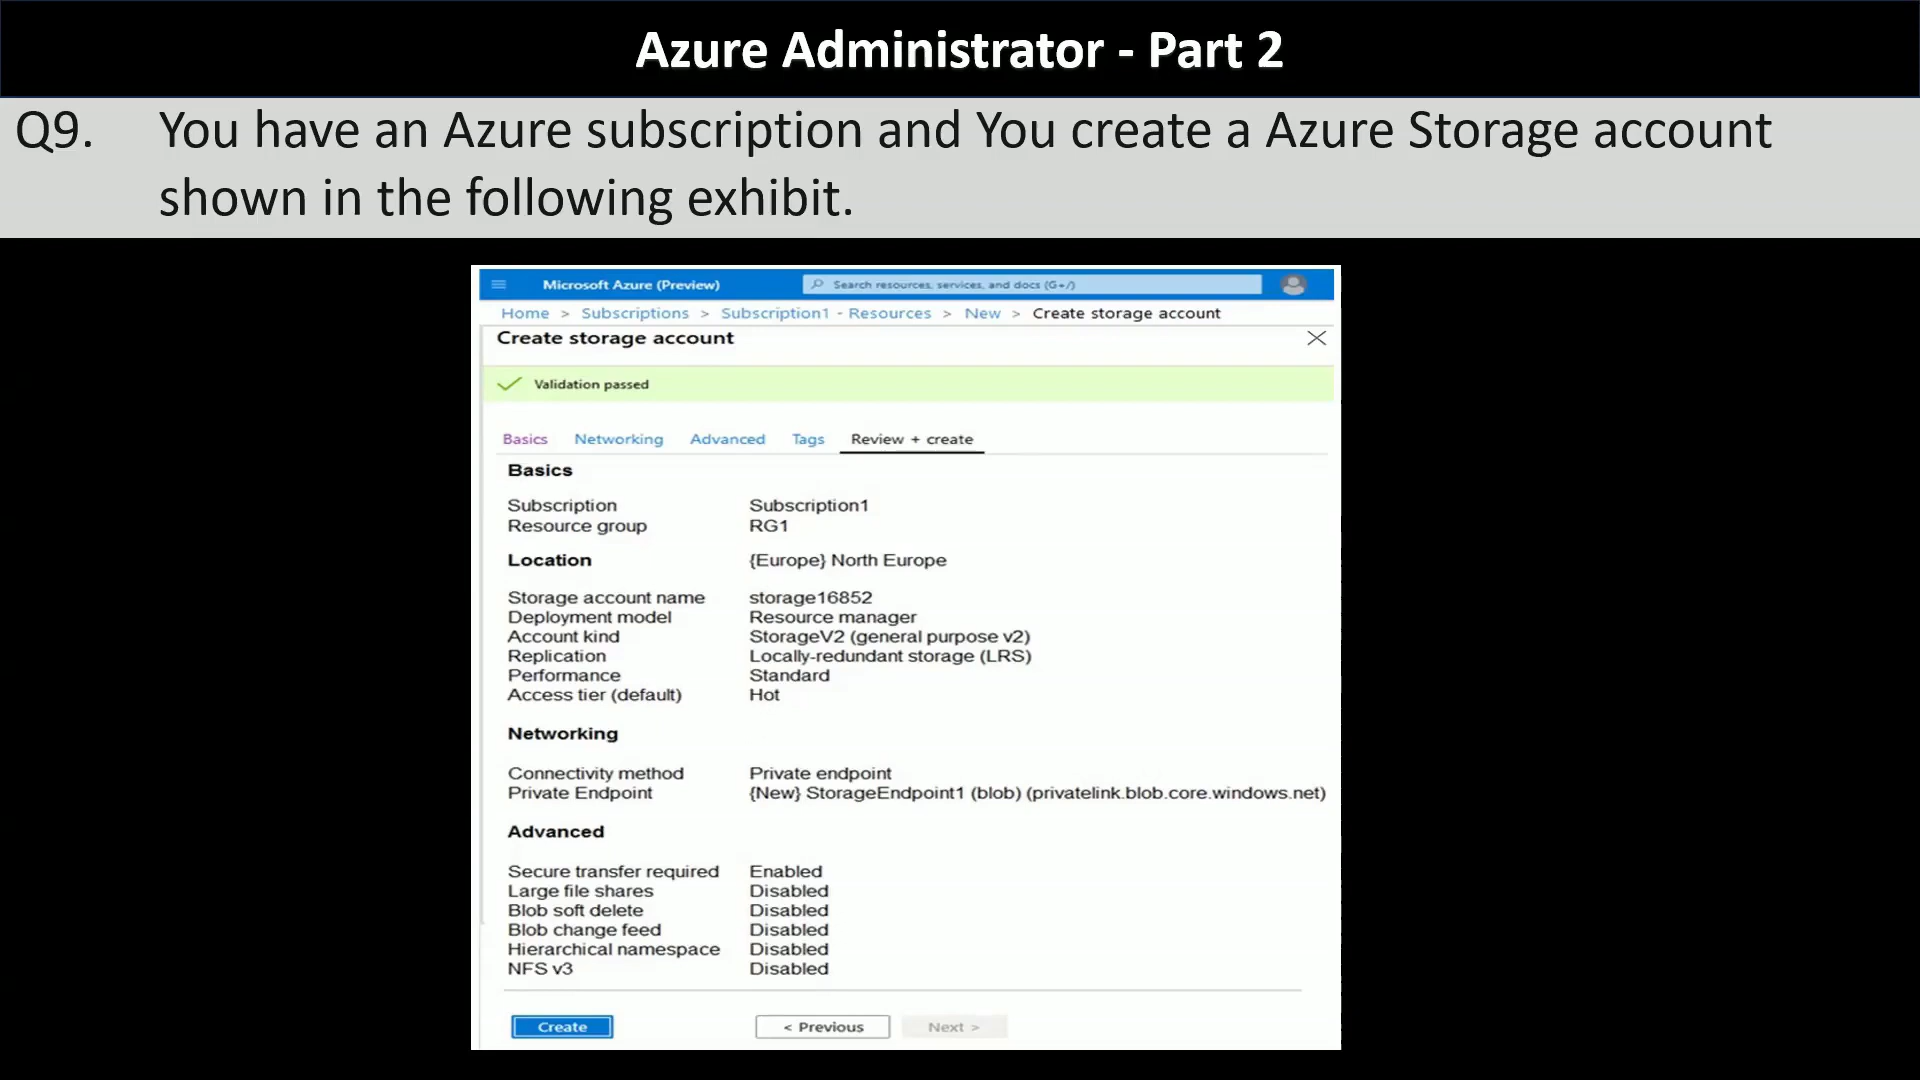 Azure Administrator - Part 2
Q9. You have an Azure subscription and You create a Azure Storage account
shown in the following exhibit.
Microsoft Azure (Preview) Search resources, services, and docs (G+/)
Home > Subscriptions > Subscription1 - Resources > New > Create storage account
Create storage account
Validation passed
Basics Networking Advanced Tags Review + create
Basics
Subscription Subscription1
Resource group RG1
Location {Europe} North Europe
Storage account name storage16852
Deployment model Resource manager
Account kind StorageV2 (general purpose v2)
Replication Locally-redundant storage (LRS)
Performance Standard
Access tier (default) Hot
Networking
Connectivity method Private endpoint
Private Endpoint {New} StorageEndpoint1 (blob) (privatelink.blob.core.windows.net)
Advanced
Secure transfer required Enabled
Large file shares Disabled
Blob soft delete Disabled
Blob change feed Disabled
Hierarchical namespace Disabled
NFS v3 Disabled
Create < Previous Next >